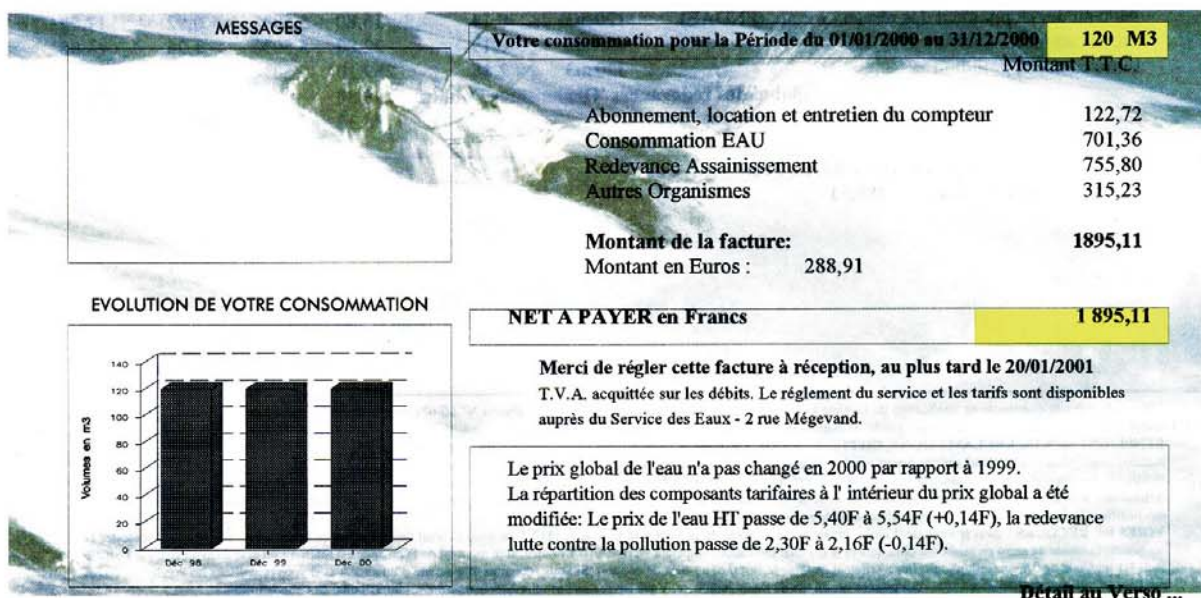 MESSAGES
Votre consommation pour la Période du 01/01/2000 au 31/12/2000 120 M3
Montant T.T.C.
Abonnement, location et entretien du compteur 122,72
Consommation EAU 701,36
Redevance Assainissement 755,80
Autres Organismes 315,23
Montant de la facture: 1895,11
Montant en Euros : 288,91
EVOLUTION DE VOTRE CONSOMMATION
Volumes en m3
140
120
100
80
60
40
20
0
Déc 98 Déc 99 Déc 00
NET A PAYER en Francs 1 895,11
Merci de régler cette facture à réception, au plus tard le 20/01/2001
T.V.A. acquittée sur les débits. Le réglement du service et les tarifs sont disponibles
auprès du Service des Eaux - 2 rue Mégevand.
Le prix global de l'eau n'a pas changé en 2000 par rapport à 1999.
La répartition des composants tarifaires à l' intérieur du prix global a été
modifiée: Le prix de l'eau HT passe de 5,40F à 5,54F (+0,14F), la redevance
lutte contre la pollution passe de 2,30F à 2,16F (-0,14F).
Détail au Verso ...